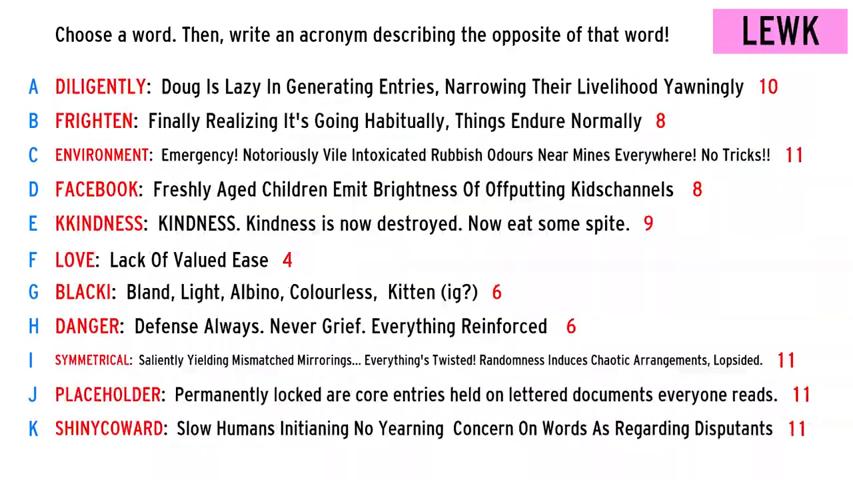 Choose a word. Then, write an acronym describing the opposite of that word!
LEWK
A DILIGENTLY: Doug Is Lazy In Generating Entries, Narrowing Their Livelihood Yawningly 10
B FRIGHTEN: Finally Realizing It's Going Habitually, Things Endure Normally 8
C ENVIRONMENT: Emergency! Notoriously Vile Intoxicated Rubbish Odours Near Mines Everywhere! No Tricks!! 11
D FACEBOOK: Freshly Aged Children Emit Brightness Of Offputting Kidschannels 8
E KKINDNESS: KINDNESS. Kindness is now destroyed. Now eat some spite. 9
F LOVE: Lack Of Valued Ease 4
G BLACKI: Bland, Light, Albino, Colourless, Kitten (ig?) 6
H DANGER: Defense Always. Never Grief. Everything Reinforced 6
I SYMMETRICAL: Saliently Yielding Mismatched Mirrorings... Everything's Twisted! Randomness Induces Chaotic Arrangements, Lopsided. 11
J PLACEHOLDER: Permanently locked are core entries held on lettered documents everyone reads. 11
K SHINYCOWARD: Slow Humans Initianing No Yearning Concern On Words As Regarding Disputants 11